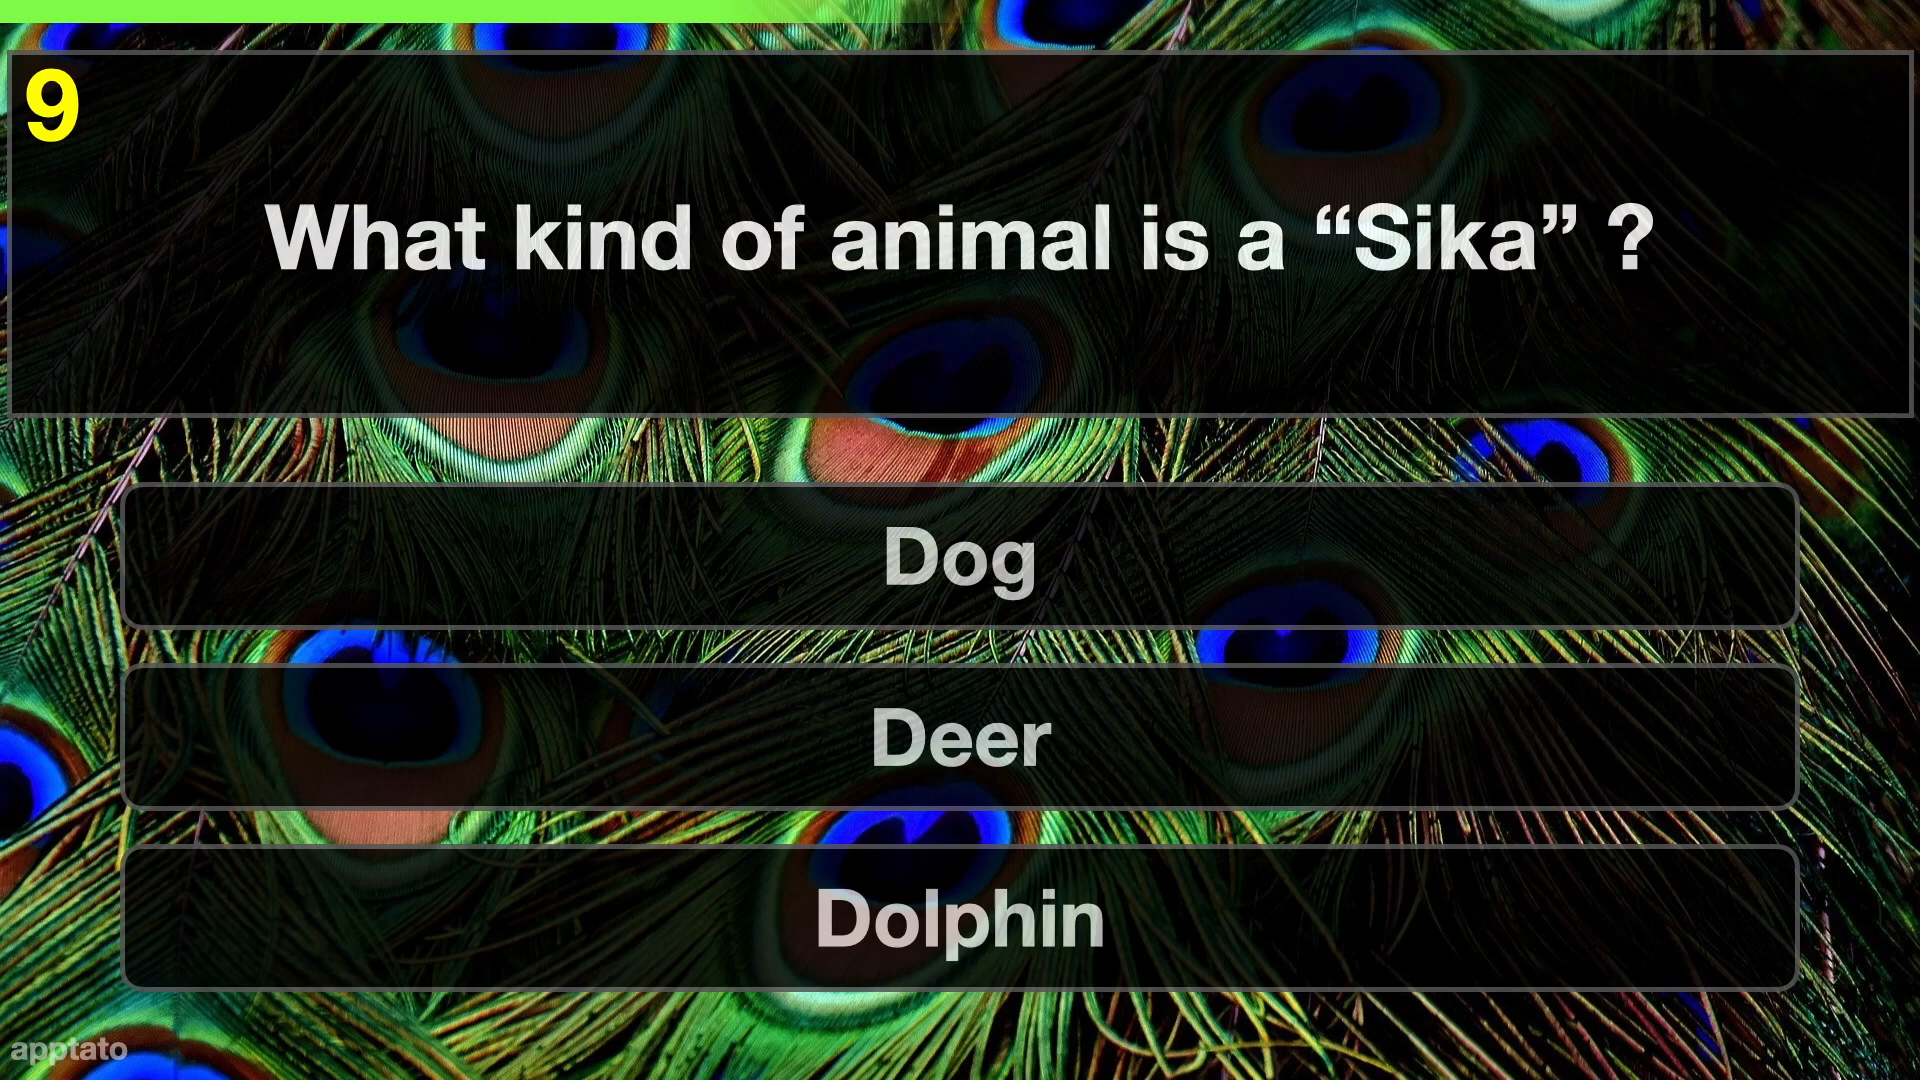 9
What kind of animal is a “Sika” ?
Dog
Deer
Dolphin
apptato